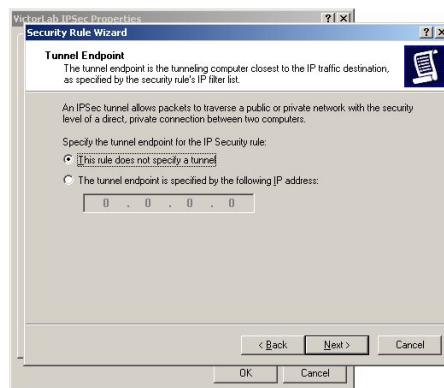 VictorLab IPSec Properties
Security Rule Wizard
Tunnel Endpoint
The tunnel endpoint is the tunneling computer closest to the IP traffic destination,
as specified by the security rule's IP filter list.
An IPSec tunnel allows packets to traverse a public or private network with the security
level of a direct, private connection between two computers.
Specify the tunnel endpoint for the IP Security rule:
This rule does not specify a tunnel
The tunnel endpoint is specified by the following IP address:
0 . 0 . 0 . 0
< Back Next > Cancel
OK Cancel